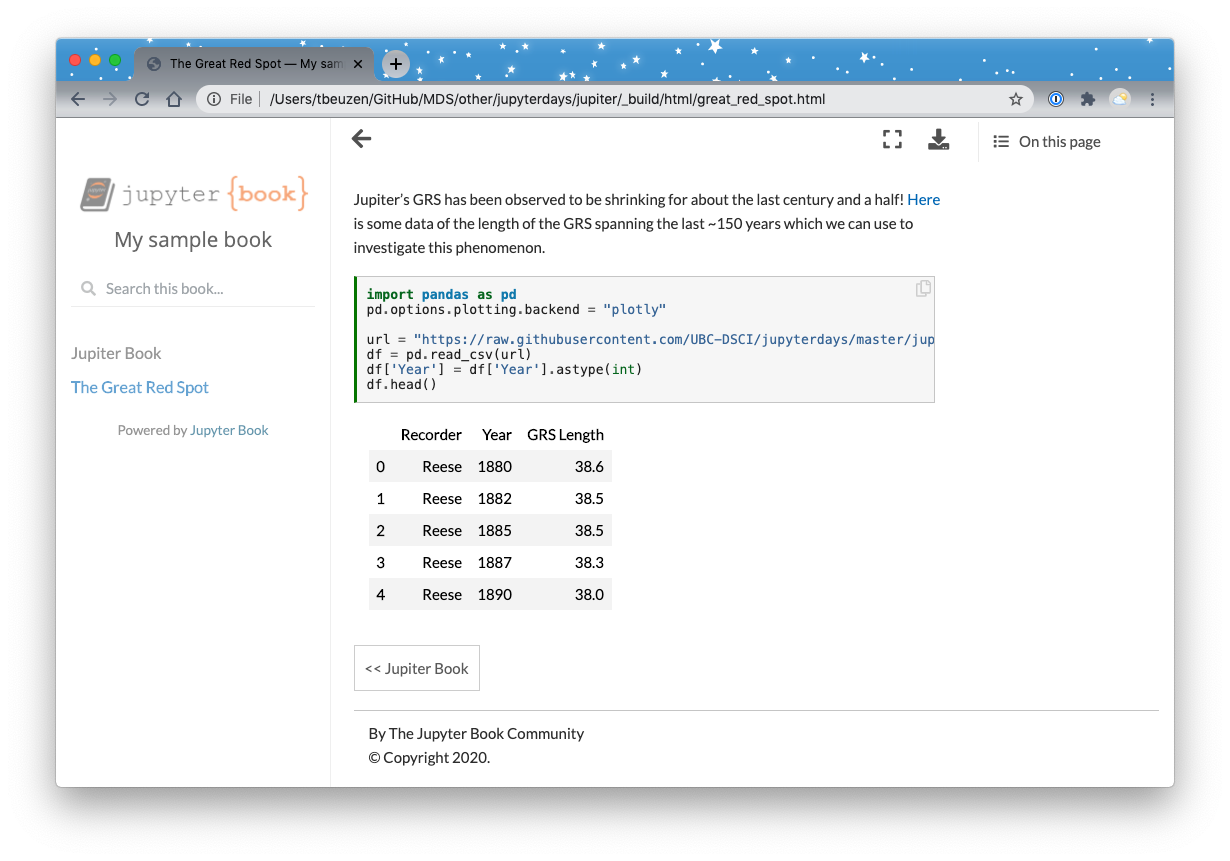 The Great Red Spot — My sam
File
/Users/tbeuzen/GitHub/MDS/other/jupyterdays/jupiter/_build/html/great_red_spot.html
jupyter {book}
My sample book
Search this book...
Jupiter Book
The Great Red Spot
Powered by Jupyter Book
On this page
Jupiter’s GRS has been observed to be shrinking for about the last century and a half! Here
is some data of the length of the GRS spanning the last ~150 years which we can use to
investigate this phenomenon.
import pandas as pd
pd.options.plotting.backend = "plotly"
url = "https://raw.githubusercontent.com/UBC-DSCI/jupyterdays/master/jup
df = pd.read_csv(url)
df['Year'] = df['Year'].astype(int)
df.head()
Recorder Year GRS Length
0 Reese 1880 38.6
1 Reese 1882 38.5
2 Reese 1885 38.5
3 Reese 1887 38.3
4 Reese 1890 38.0
<< Jupiter Book
By The Jupyter Book Community
© Copyright 2020.